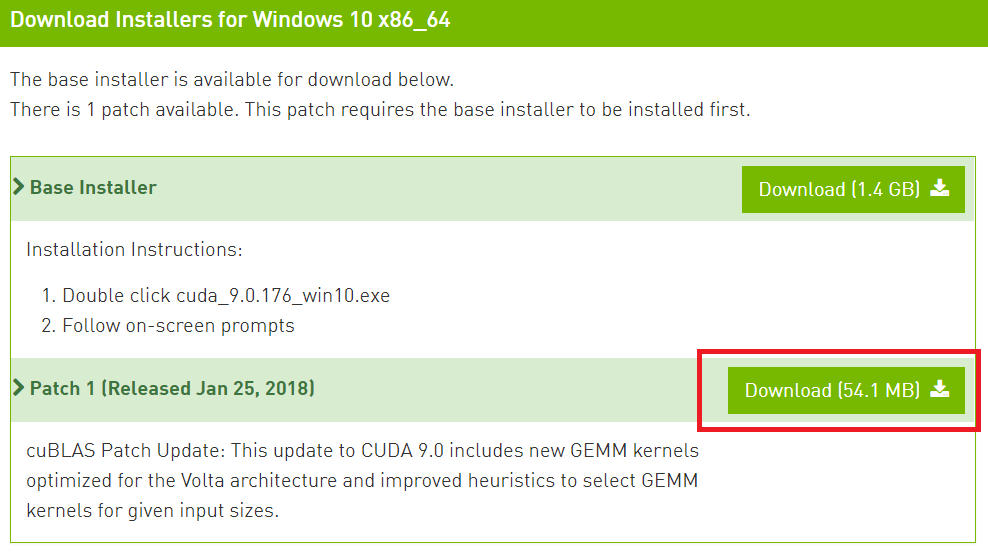 Download Installers for Windows 10 x86_64
The base installer is available for download below.
There is 1 patch available. This patch requires the base installer to be installed first.
Base Installer
Download (1.4 GB)
Installation Instructions:
1. Double click cuda_9.0.176_win10.exe
2. Follow on-screen prompts
Patch 1 (Released Jan 25, 2018)
Download (54.1 MB)
cuBLAS Patch Update: This update to CUDA 9.0 includes new GEMM kernels
optimized for the Volta architecture and improved heuristics to select GEMM
kernels for given input sizes.